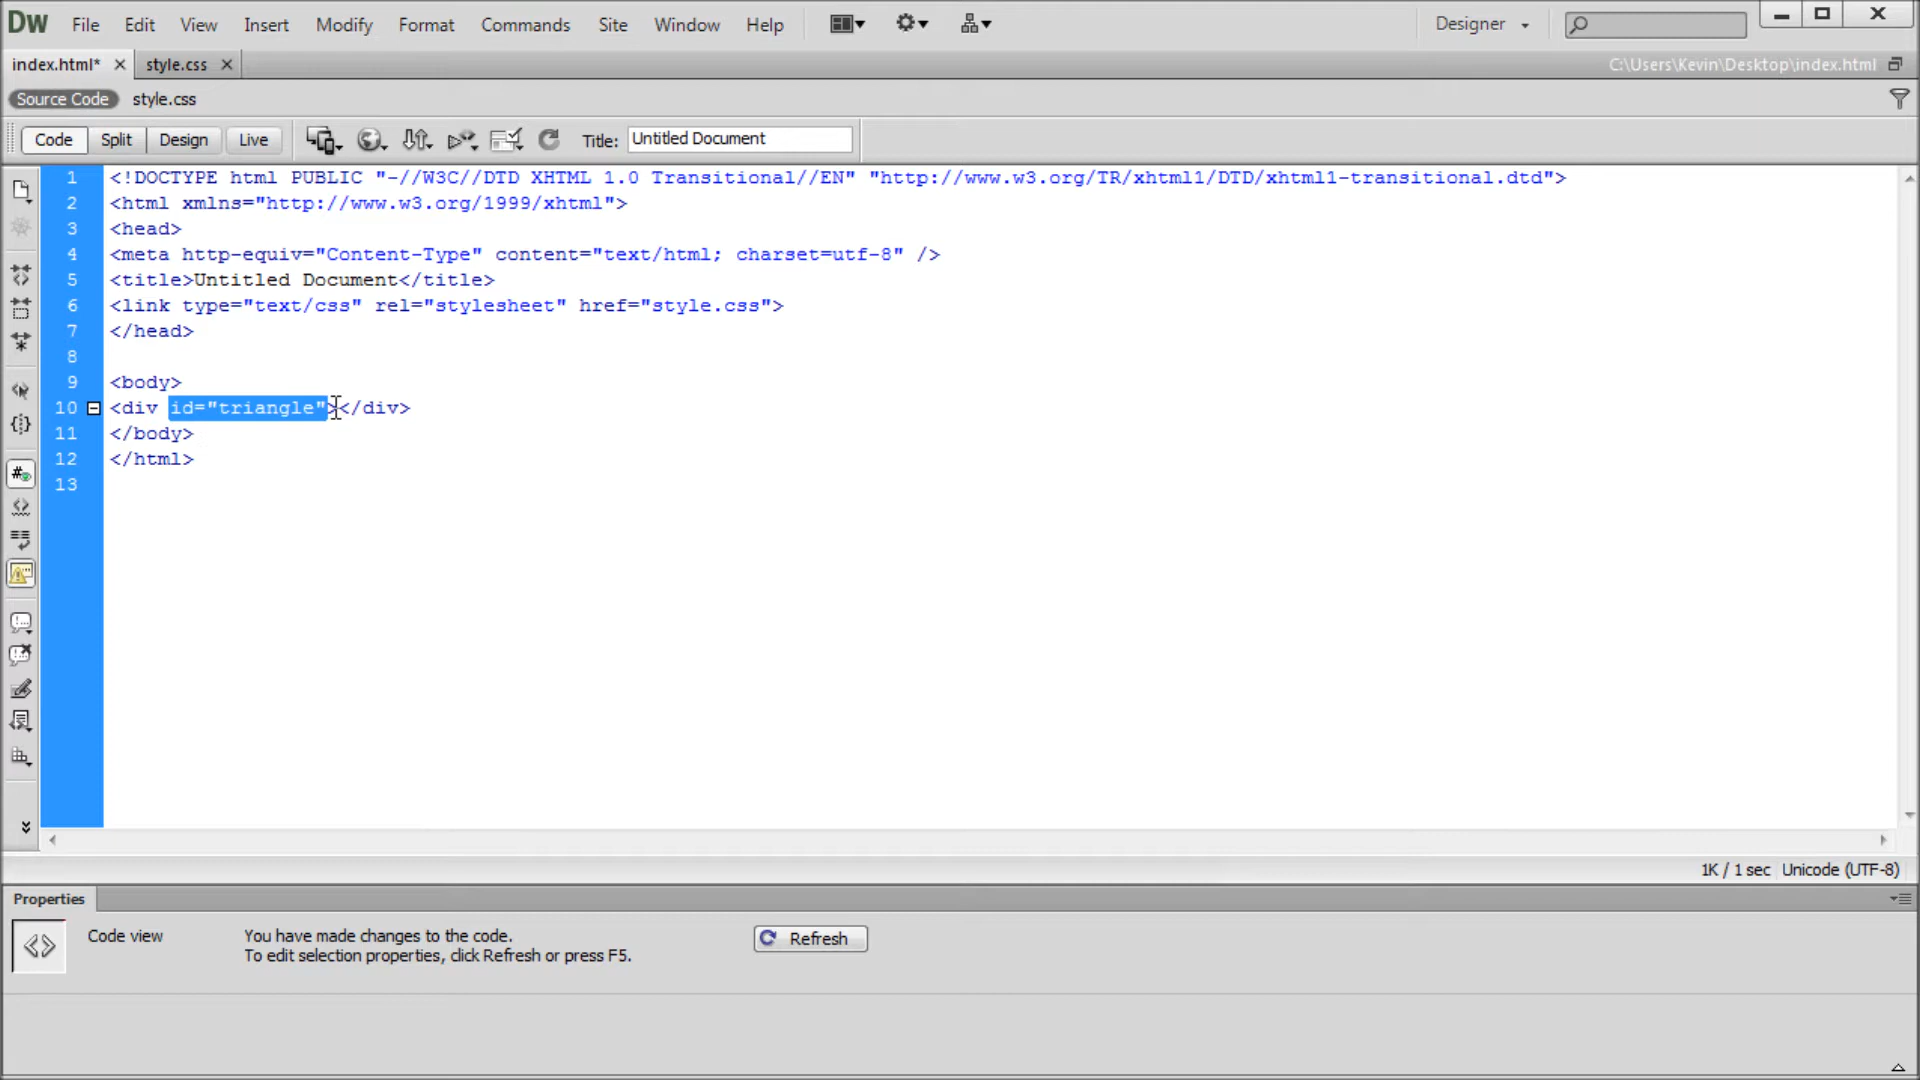 Dw File Edit View Insert Modify Format Commands Site Window Help Designer
index.html* style.css C:\Users\Kevin\Desktop\index.html
Source Code style.css
Code Split Design Live Title: Untitled Document
1 <!DOCTYPE html PUBLIC "-//W3C//DTD XHTML 1.0 Transitional//EN" "http://www.w3.org/TR/xhtml1/DTD/xhtml1-transitional.dtd">
2 <html xmlns="http://www.w3.org/1999/xhtml">
3 <head>
4 <meta http-equiv="Content-Type" content="text/html; charset=utf-8" />
5 <title>Untitled Document</title>
6 <link type="text/css" rel="stylesheet" href="style.css">
7 </head>
8
9 <body>
10 <div id="triangle"></div>
11 </body>
12 </html>
13
1K / 1 sec Unicode (UTF-8)
Properties
Code view You have made changes to the code. Refresh
To edit selection properties, click Refresh or press F5.